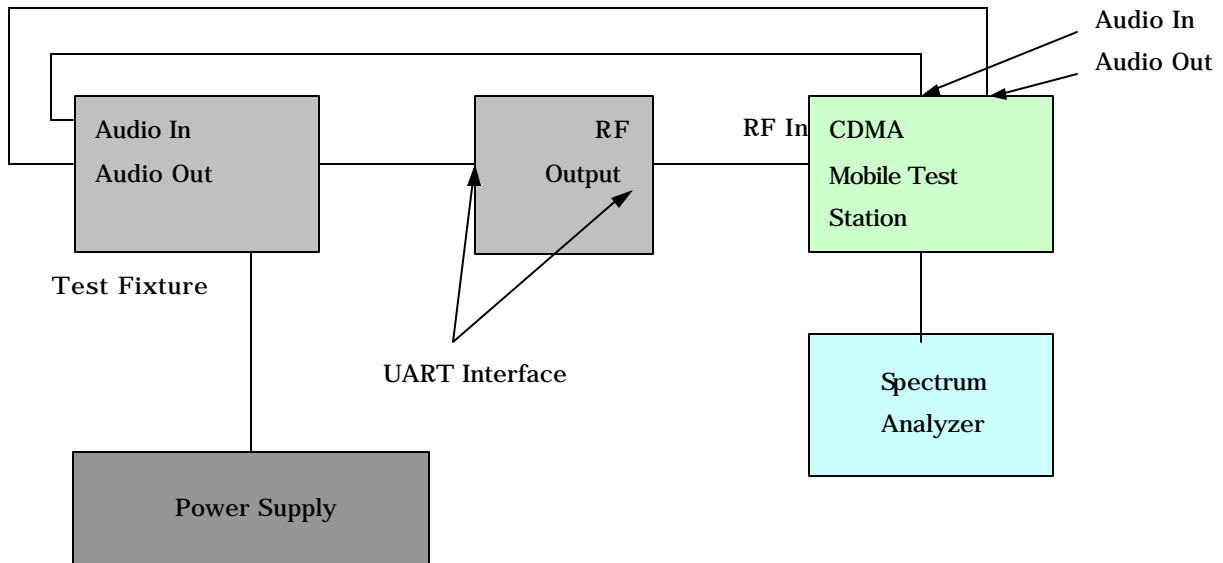 Audio In
Audio Out
Audio In
Audio Out
RF
Output
RF In
CDMA
Mobile Test
Station
Test Fixture
UART Interface
Spectrum
Analyzer
Power Supply